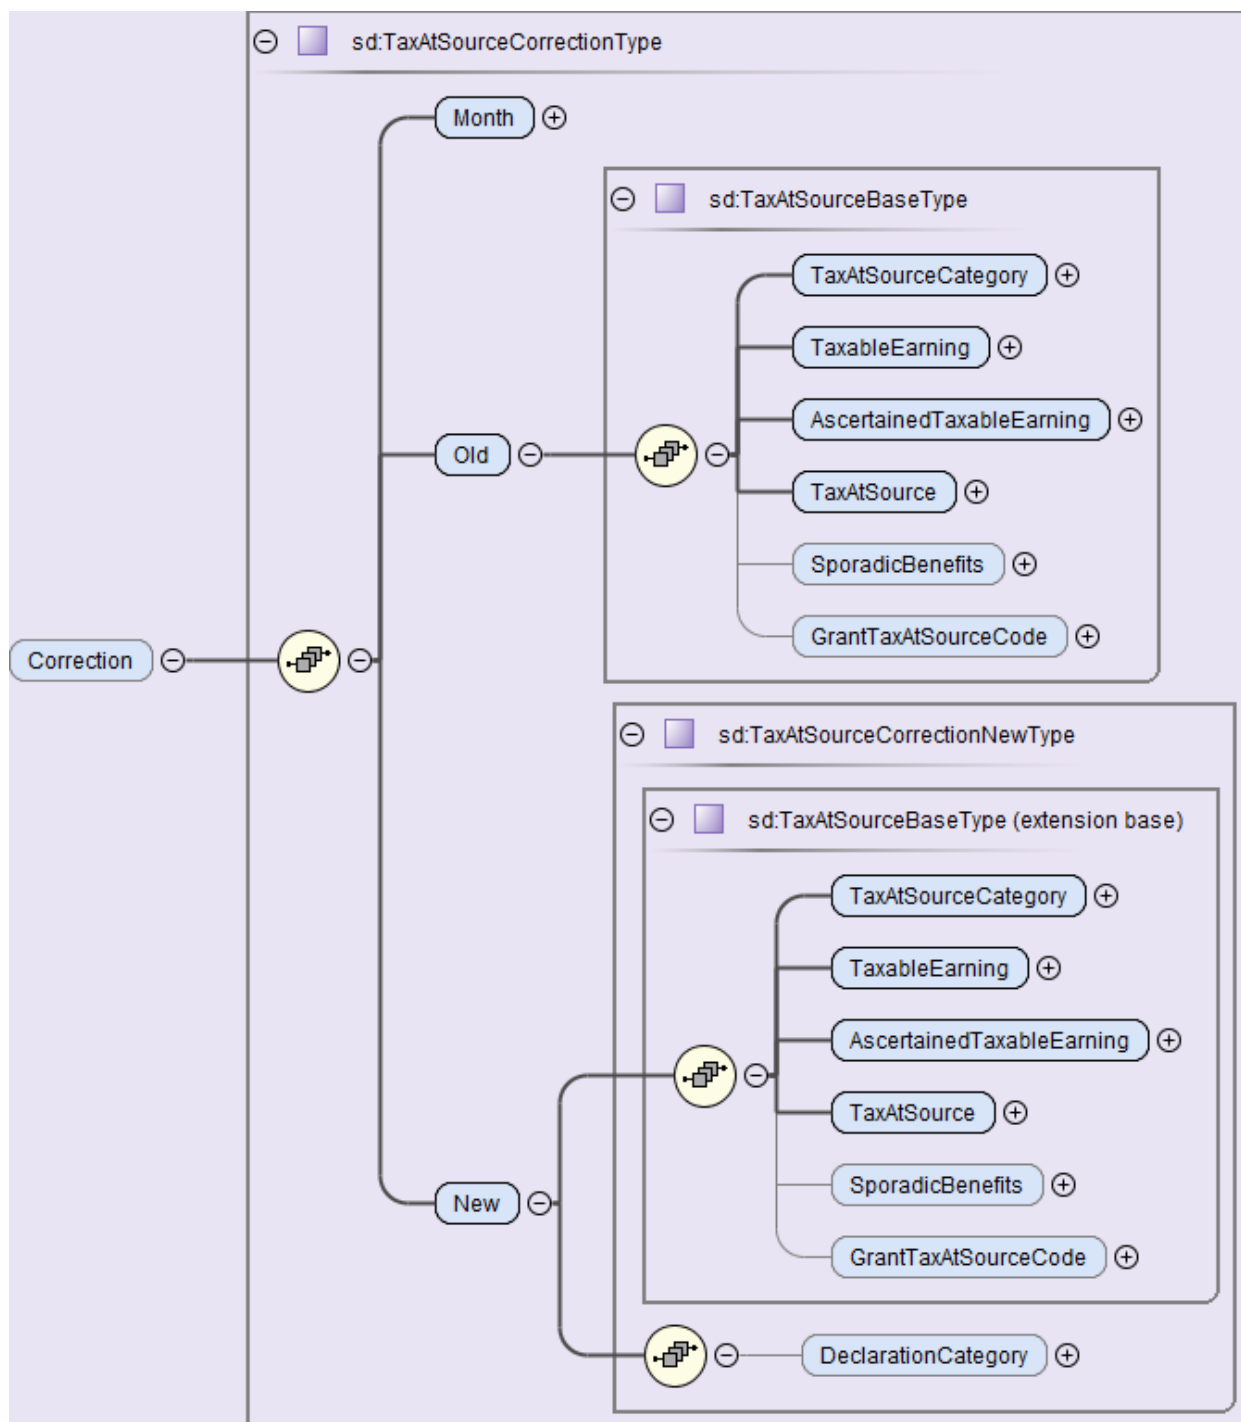 sd:TaxAtSourceCorrectionType
Month
sd:TaxAtSourceBaseType
TaxAtSourceCategory
TaxableEarning
AscertainedTaxableEarning
Old
TaxAtSource
SporadicBenefits
GrantTaxAtSourceCode
Correction
sd:TaxAtSourceCorrectionNewType
sd:TaxAtSourceBaseType (extension base)
TaxAtSourceCategory
TaxableEarning
AscertainedTaxableEarning
TaxAtSource
SporadicBenefits
New
GrantTaxAtSourceCode
DeclarationCategory